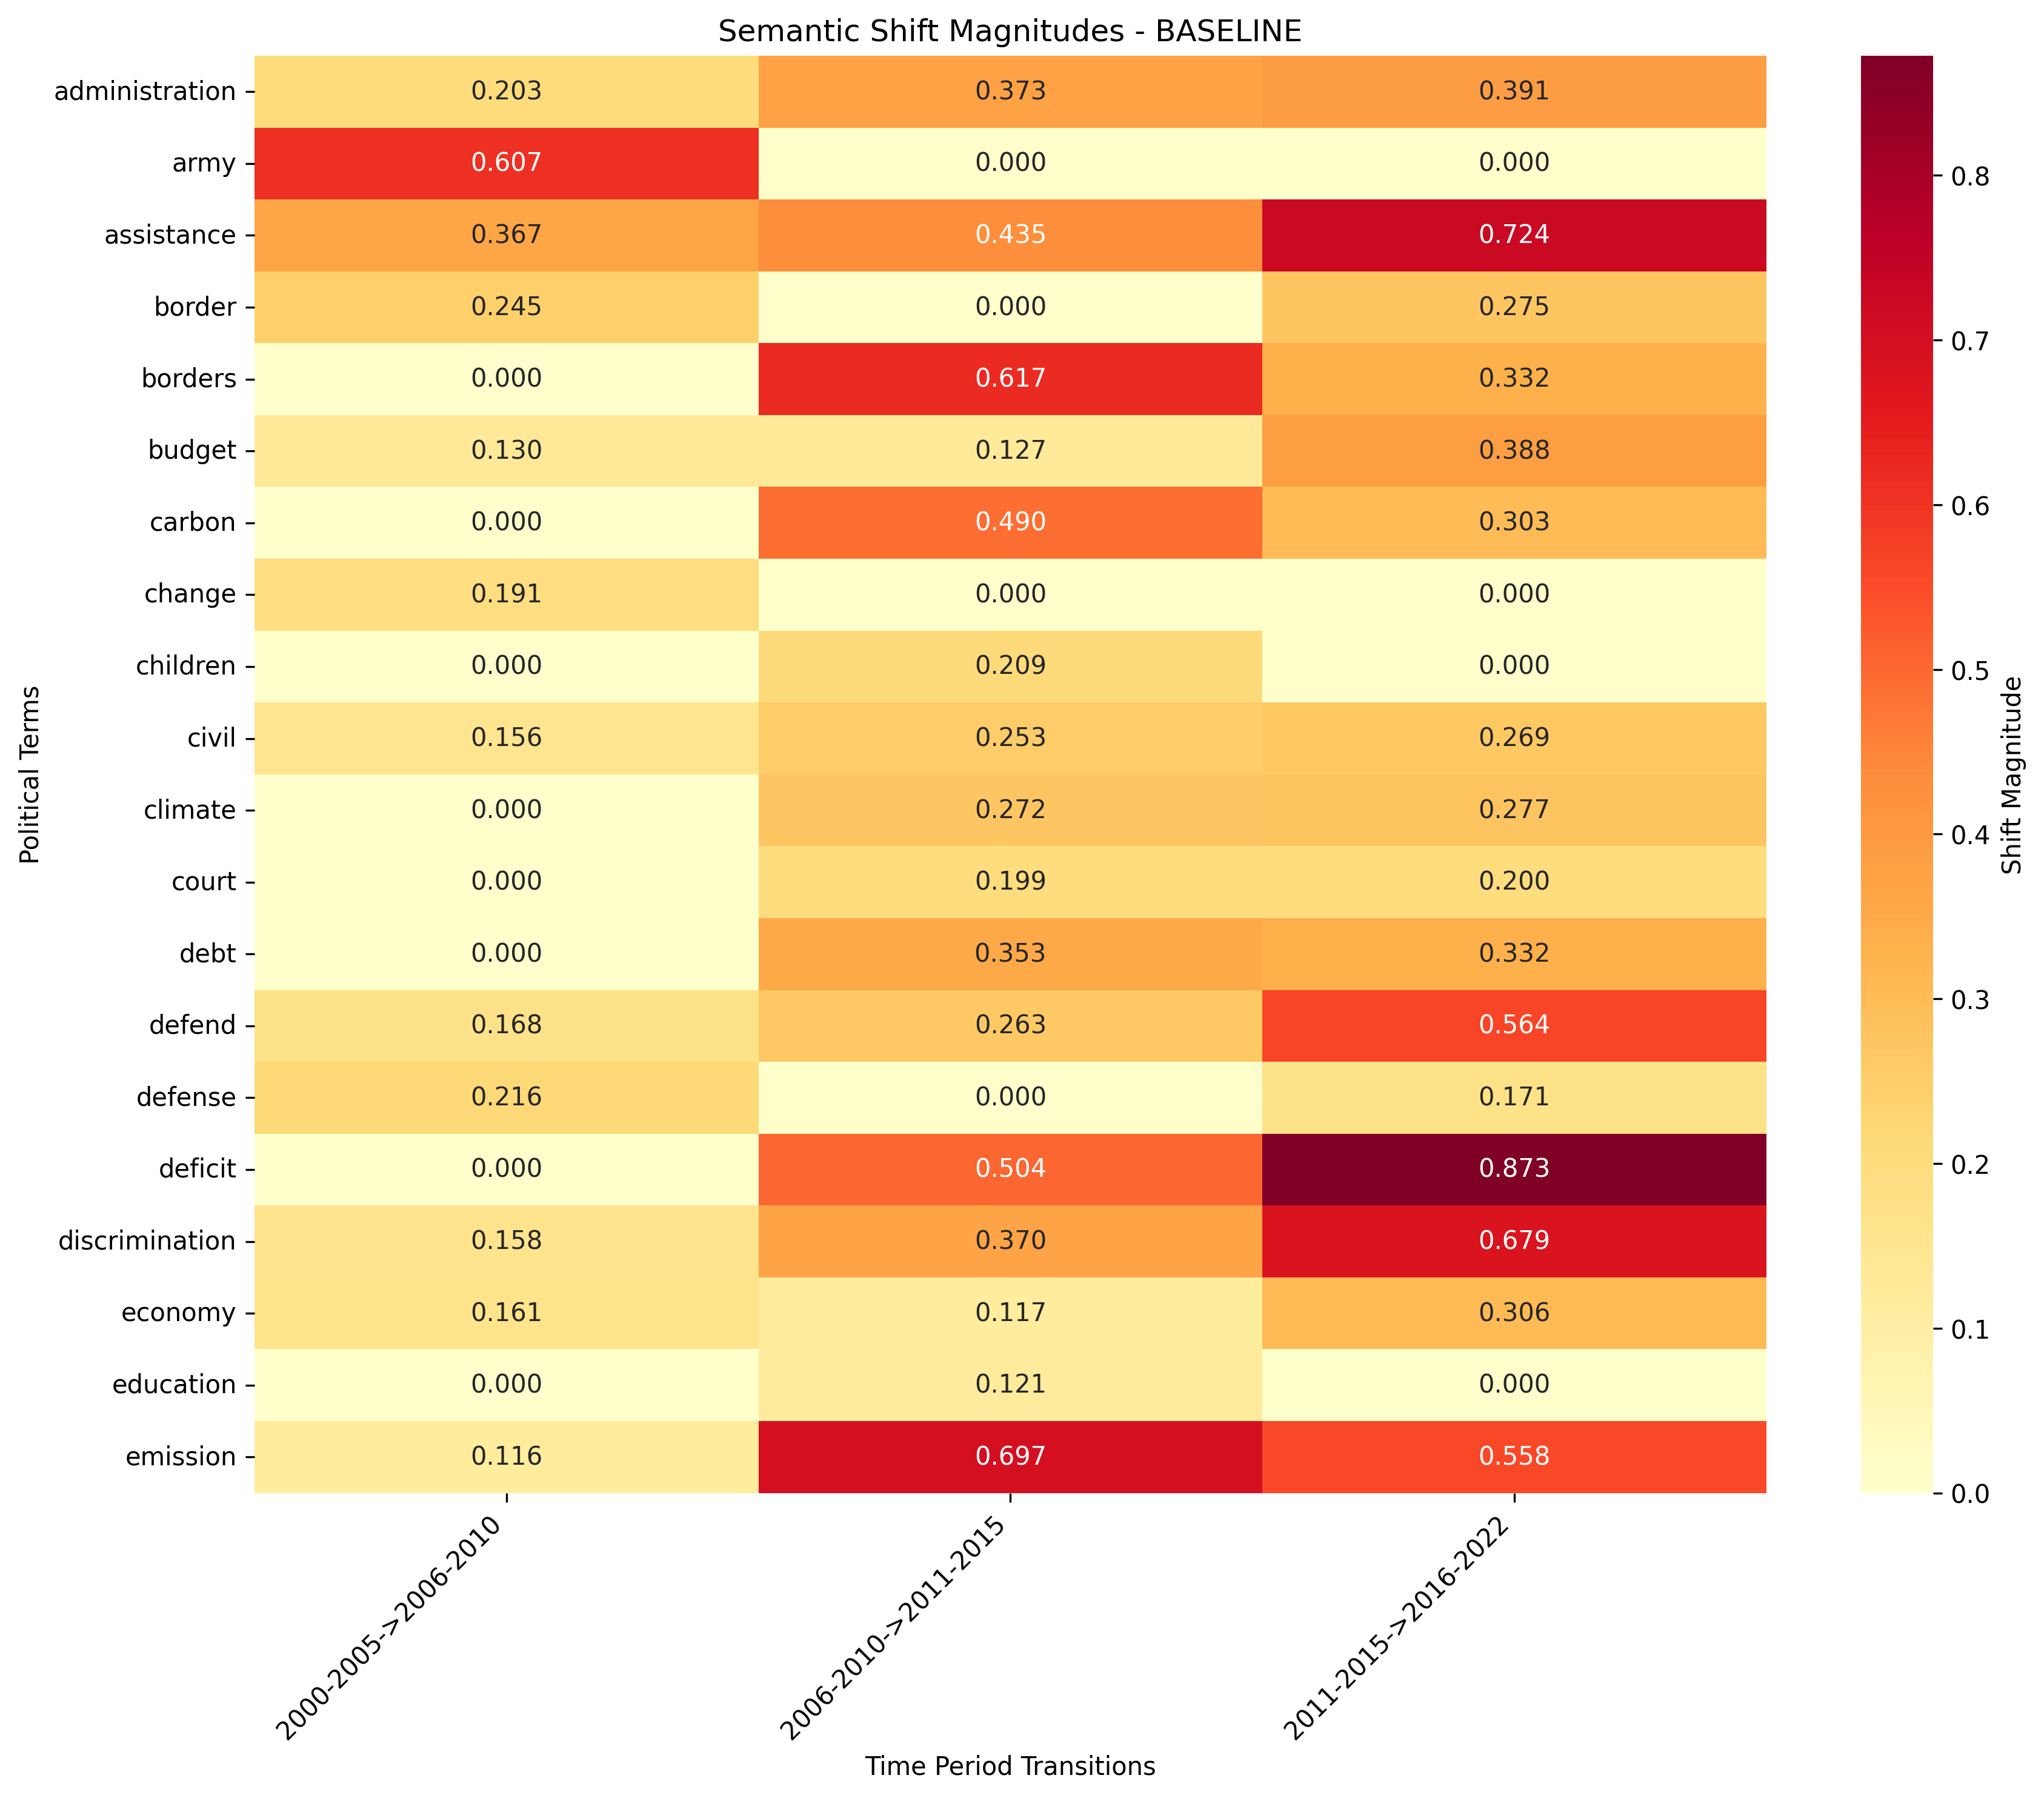 Semantic Shift Magnitudes - BASELINE
administration 0.203 0.373 0.391
army 0.607 0.000 0.000
assistance 0.367 0.435 0.724
border 0.245 0.000 0.275
borders 0.000 0.617 0.332
budget 0.130 0.127 0.388
carbon 0.000 0.490 0.303
change 0.191 0.000 0.000
children 0.000 0.209 0.000
civil 0.156 0.253 0.269
climate 0.000 0.272 0.277
court 0.000 0.199 0.200
debt 0.000 0.353 0.332
defend 0.168 0.263 0.564
defense 0.216 0.000 0.171
deficit 0.000 0.504 0.873
discrimination 0.158 0.370 0.679
economy 0.161 0.117 0.306
education 0.000 0.121 0.000
emission 0.116 0.697 0.558
Political Terms
2000-2005->2006-2010
2006-2010->2011-2015
2011-2015->2016-2022
Time Period Transitions
0.8
0.7
0.6
0.5
0.4
0.3
0.2
0.1
0.0
Shift Magnitude